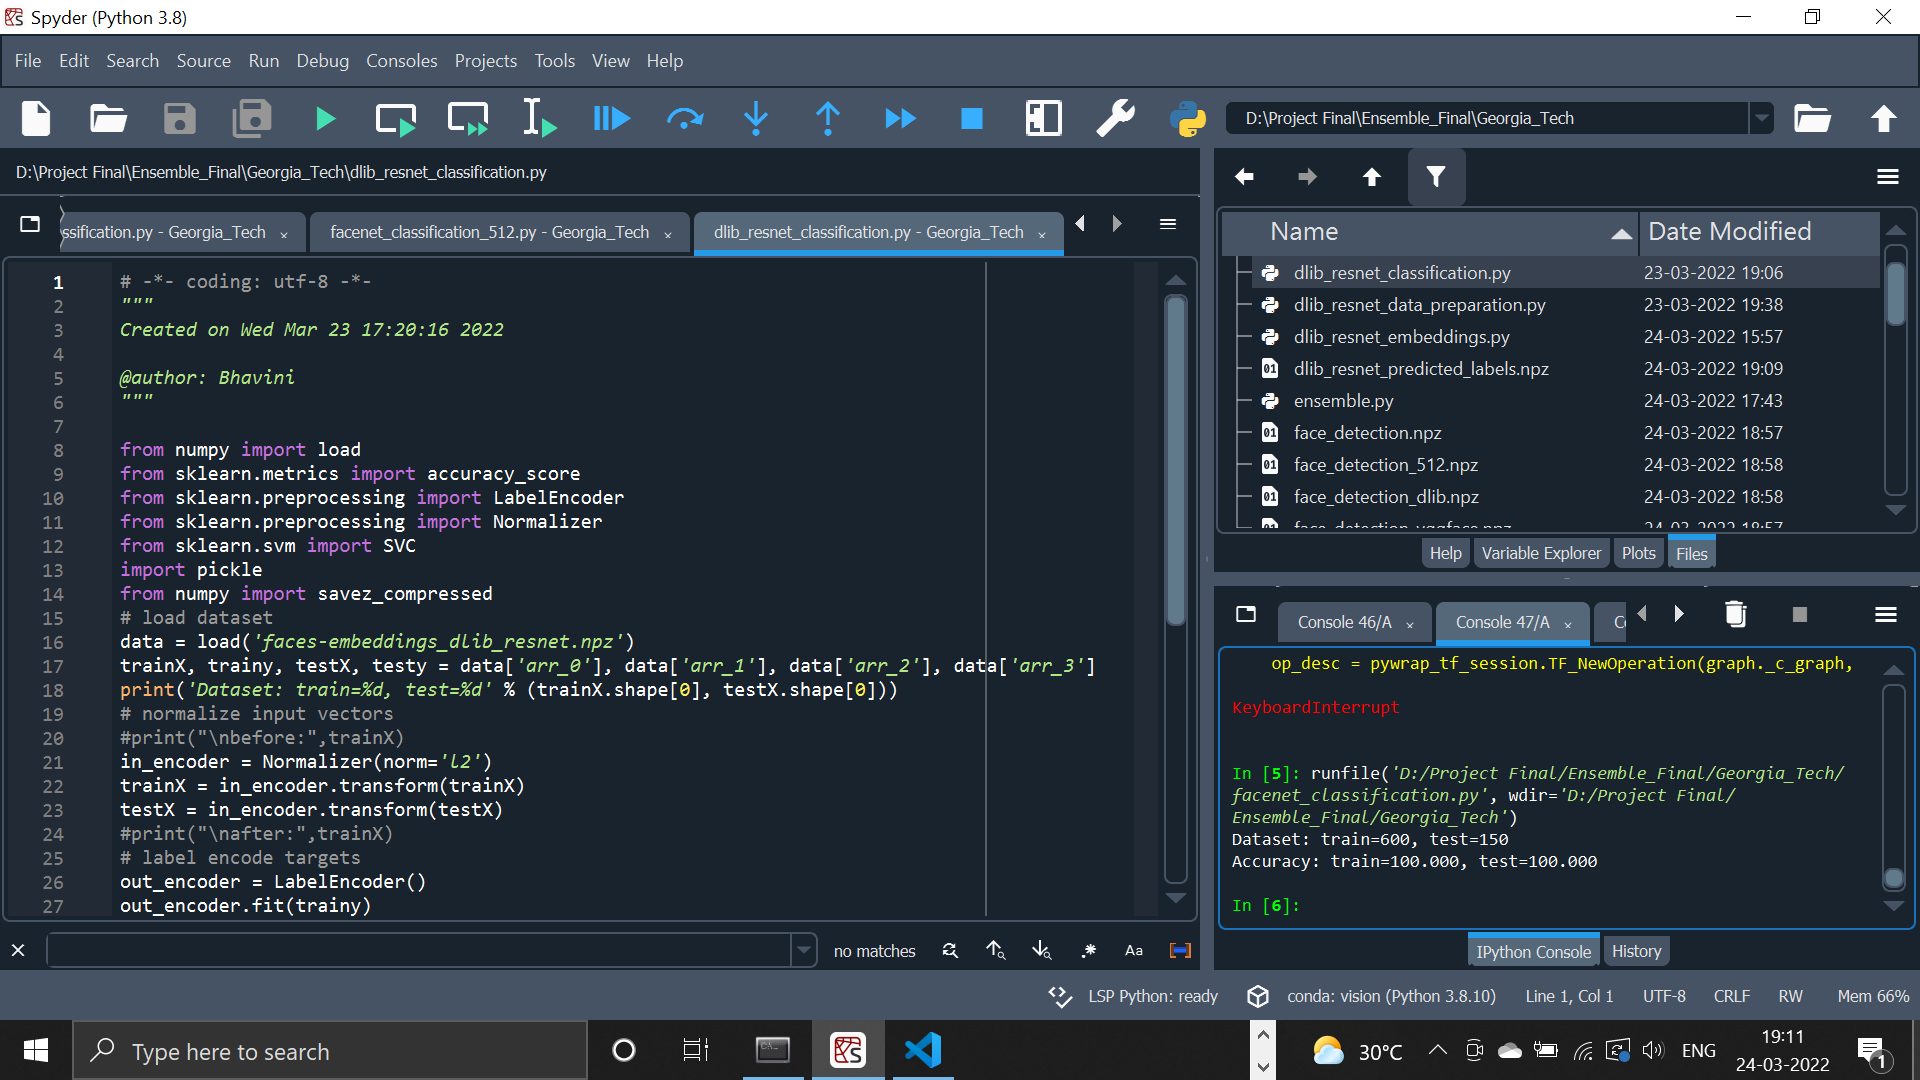 Spyder (Python 3.8)
File Edit Search Source Run Debug Consoles Projects Tools View Help
D:\Project Final\Ensemble_Final\Georgia_Tech
D:\Project Final\Ensemble_Final\Georgia_Tech\dlib_resnet_classification.py
ssification.py - Georgia_Tech
facenet_classification_512.py - Georgia_Tech
dlib_resnet_classification.py - Georgia_Tech
1 # -*- coding: utf-8 -*-
2 """
3 Created on Wed Mar 23 17:20:16 2022
4
5 @author: Bhavini
6 """
7
8 from numpy import load
9 from sklearn.metrics import accuracy_score
10 from sklearn.preprocessing import LabelEncoder
11 from sklearn.preprocessing import Normalizer
12 from sklearn.svm import SVC
13 import pickle
14 from numpy import savez_compressed
15 # load dataset
16 data = load('faces-embeddings_dlib_resnet.npz')
17 trainX, trainy, testX, testy = data['arr_0'], data['arr_1'], data['arr_2'], data['arr_3']
18 print('Dataset: train=%d, test=%d' % (trainX.shape[0], testX.shape[0]))
19 # normalize input vectors
20 #print("\nbefore:",trainX)
21 in_encoder = Normalizer(norm='l2')
22 trainX = in_encoder.transform(trainX)
23 testX = in_encoder.transform(testX)
24 #print("\nafter:",trainX)
25 # label encode targets
26 out_encoder = LabelEncoder()
27 out_encoder.fit(trainy)
no matches
Aa
Name Date Modified
dlib_resnet_classification.py 23-03-2022 19:06
dlib_resnet_data_preparation.py 23-03-2022 19:38
dlib_resnet_embeddings.py 24-03-2022 15:57
01 dlib_resnet_predicted_labels.npz 24-03-2022 19:09
ensemble.py 24-03-2022 17:43
01 face_detection.npz 24-03-2022 18:57
01 face_detection_512.npz 24-03-2022 18:58
01 face_detection_dlib.npz 24-03-2022 18:58
01 face_detection_vggface.npz 24-03-2022 18:57
Help Variable Explorer Plots Files
Console 46/A Console 47/A
op_desc = pywrap_tf_session.TF_NewOperation(graph._c_graph,
KeyboardInterrupt
In [5]: runfile('D:/Project Final/Ensemble_Final/Georgia_Tech/
facenet_classification.py', wdir='D:/Project Final/
Ensemble_Final/Georgia_Tech')
Dataset: train=600, test=150
Accuracy: train=100.000, test=100.000
In [6]:
IPython Console History
LSP Python: ready conda: vision (Python 3.8.10) Line 1, Col 1 UTF-8 CRLF RW Mem 66%
Type here to search
30°C
ENG
19:11
24-03-2022
1